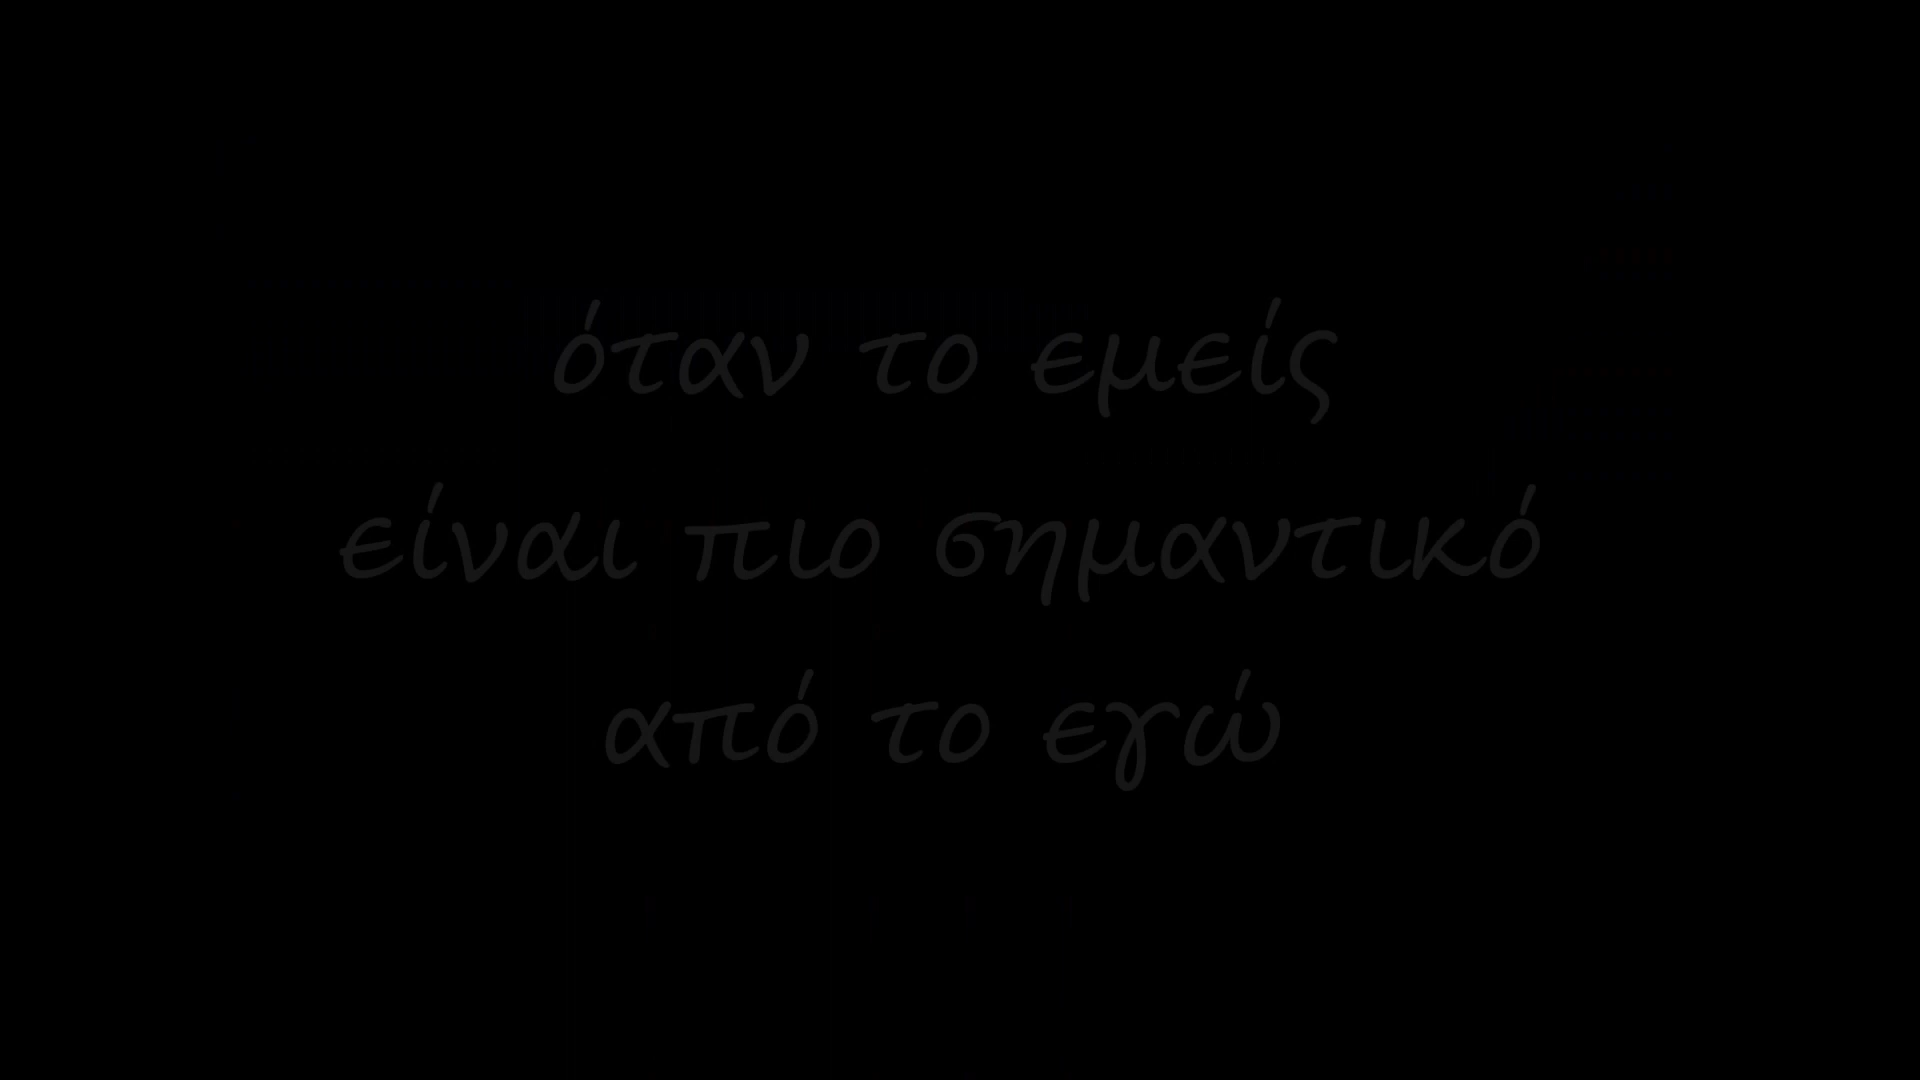 όταν το εμείς
είναι πιο σημαντικό
από το εγώ